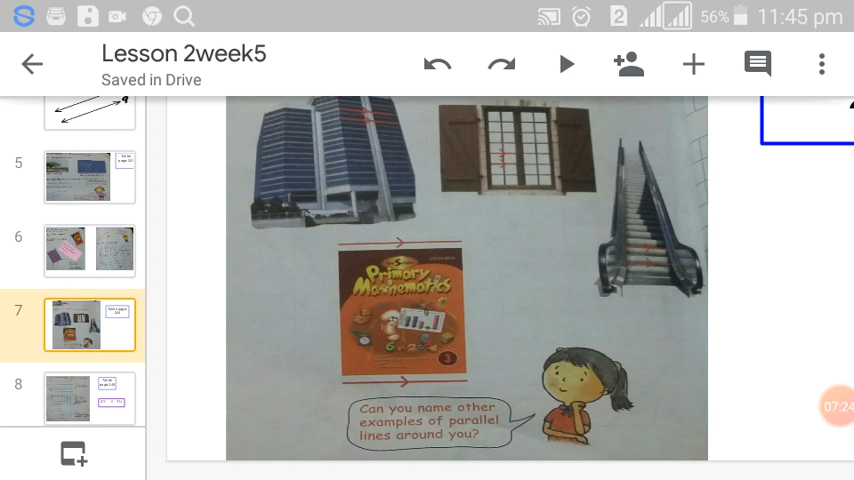 56%
11:45 pm
Lesson 2week5
Saved in Drive
5
6
7
8
Primary
Mathematics
3
Can you name other
examples of parallel
lines around you?
07:24